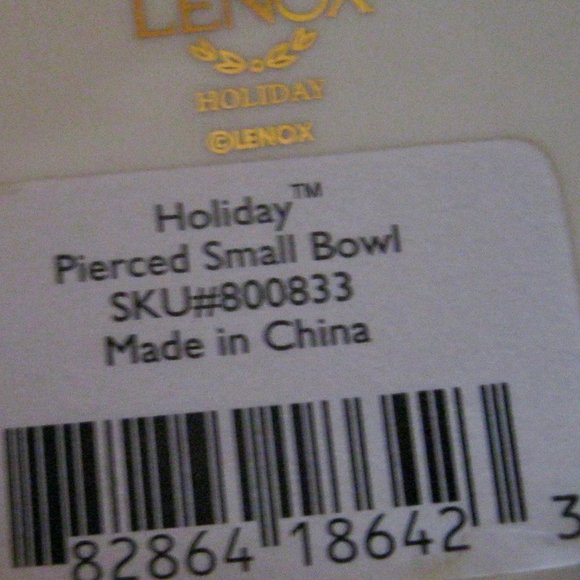 LENOX
HOLIDAY
©LENOX
Holiday™
Pierced Small Bowl
SKU#800833
Made in China
82864 18642 3